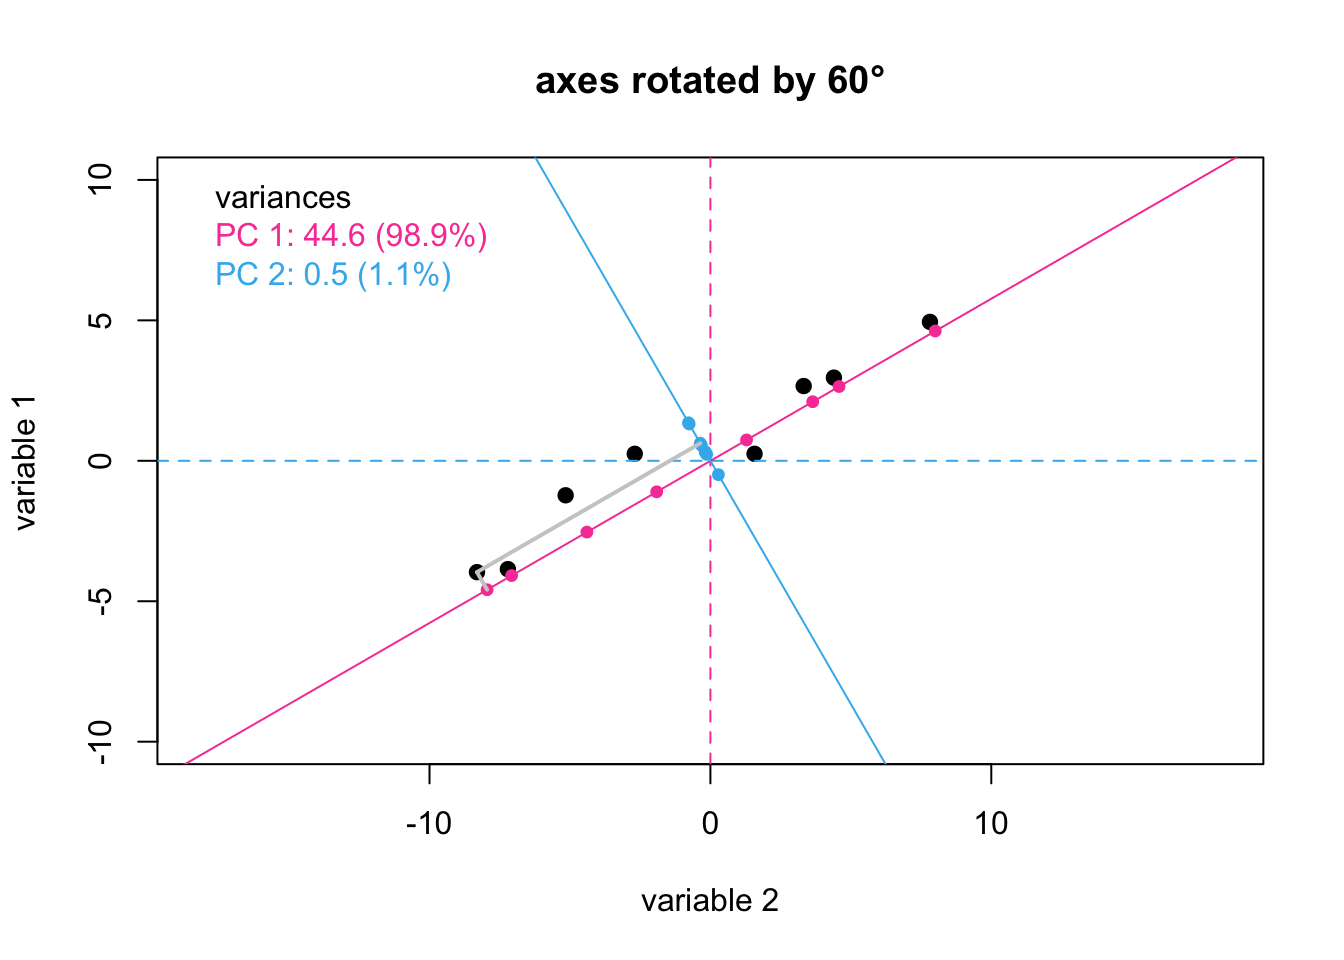 axes rotated by 60°
variances
PC 1: 44.6 (98.9%)
PC 2: 0.5 (1.1%)
10
5
0
-5
-10
variable 1
-10 0 10
variable 2